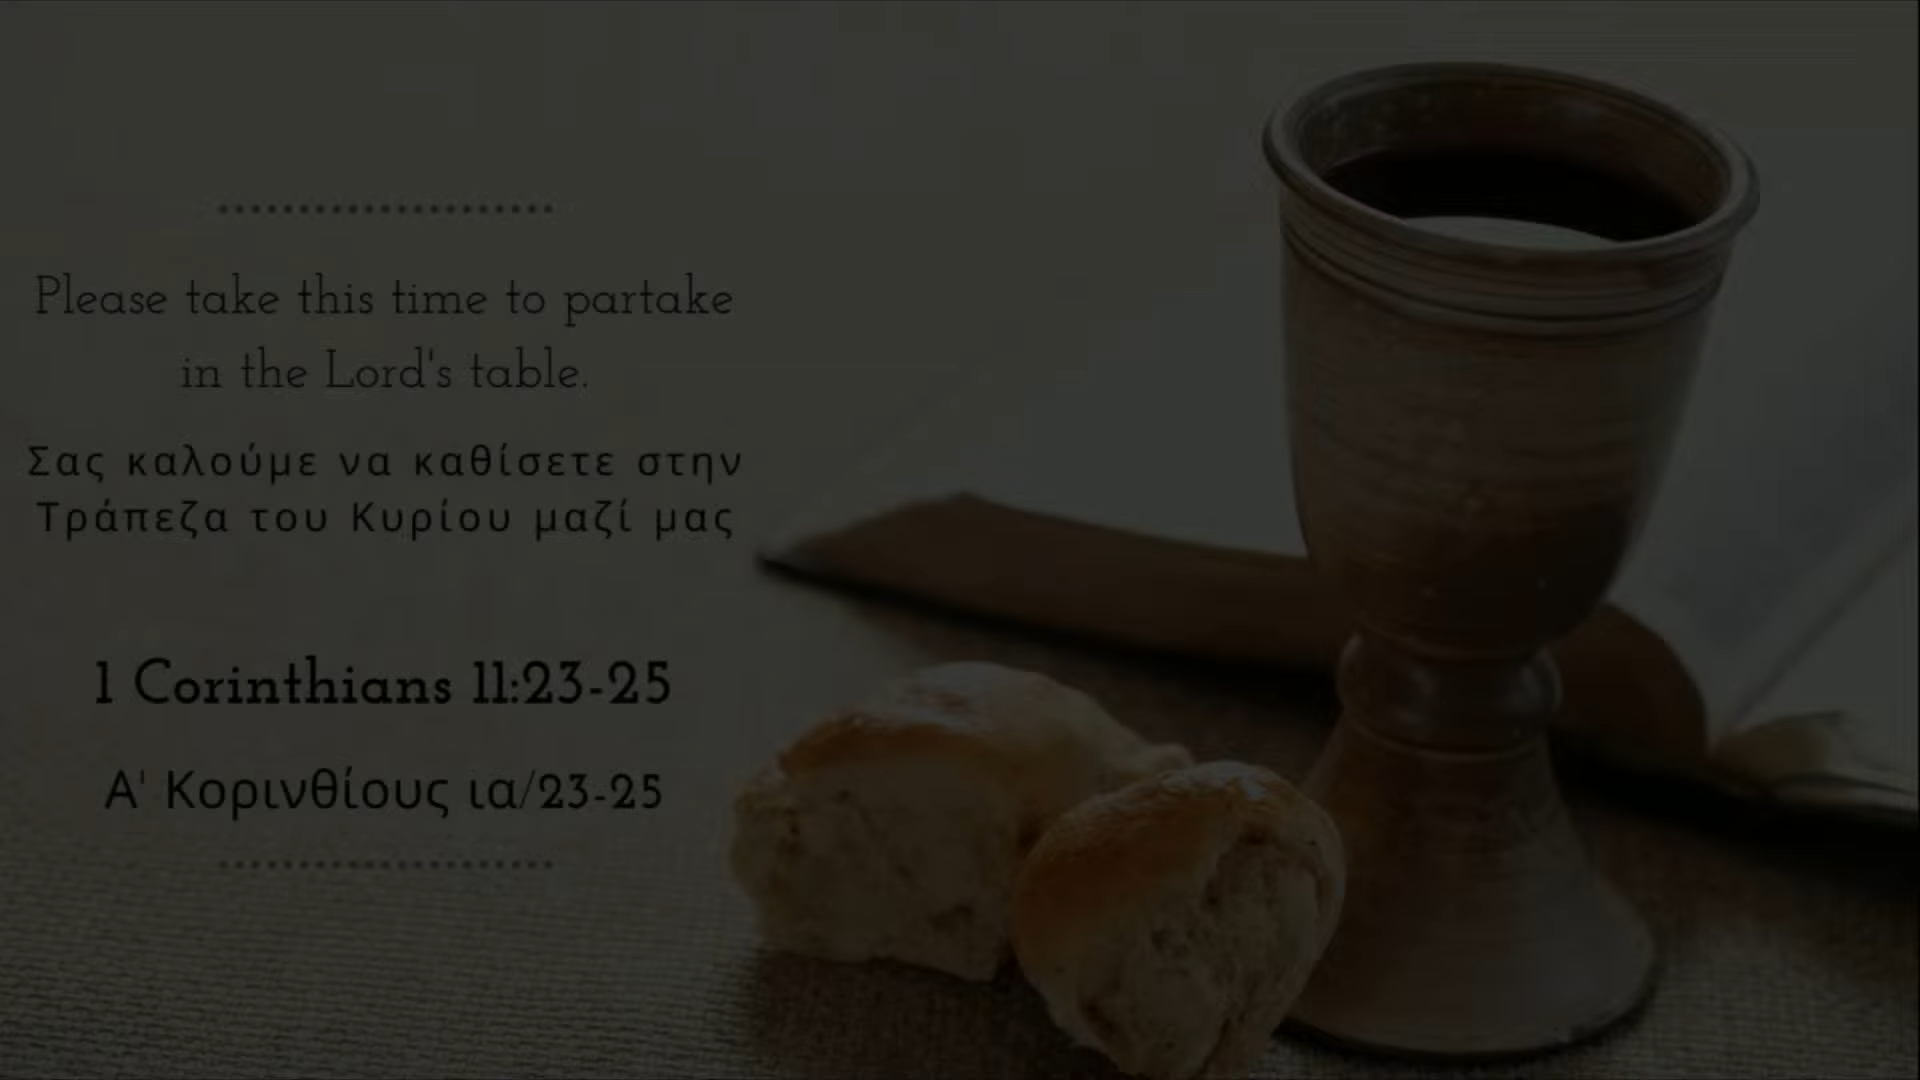 Please take this time to partake
in the Lord's table.
Σας καλούμε να καθίσετε στην
Τράπεζα του Κυρίου μαζί μας
1 Corinthians 11:23-25
Α' Κορινθίους ια/23-25